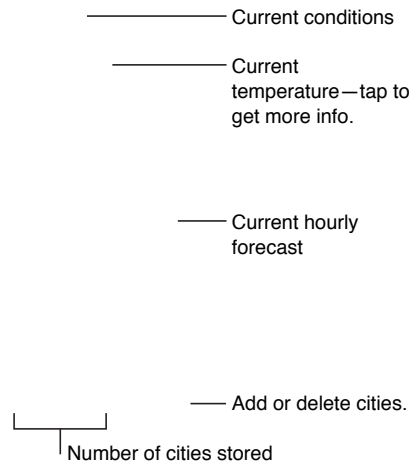 Current conditions
Current
temperature—tap to
get more info.
Current hourly
forecast
Add or delete cities.
Number of cities stored